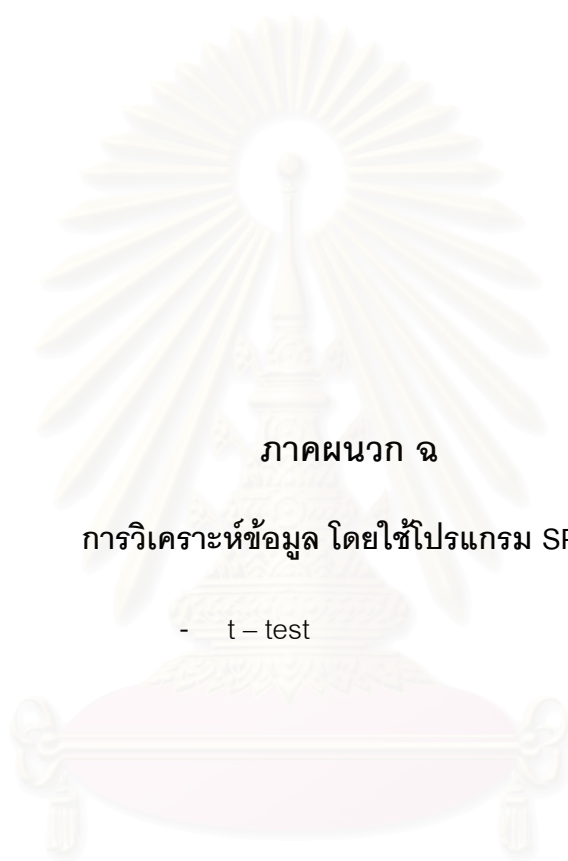 ภาคผนวก ฉ
การวิเคราะห์ข้อมูล โดยใช้โปรแกรม
- t – test